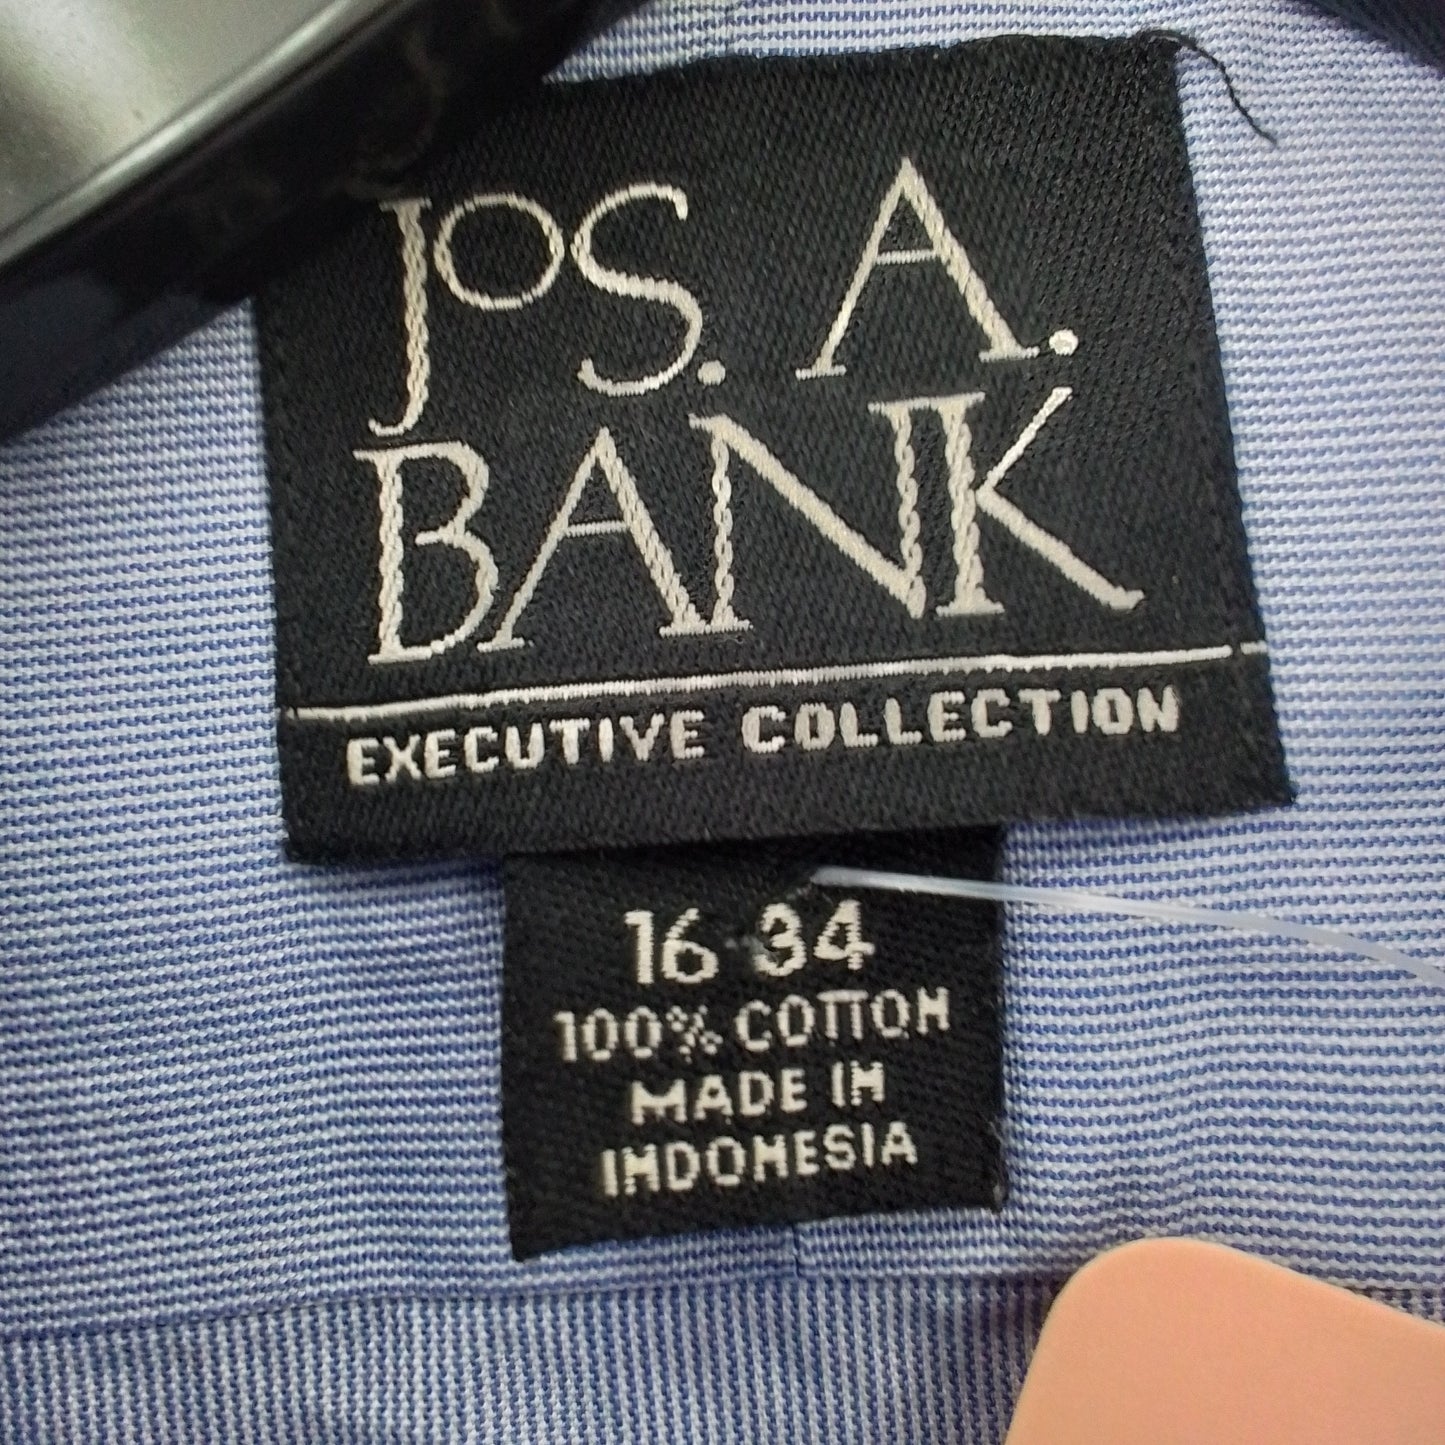 JOS. A.
BANK
EXECUTIVE COLLECTION
16 34
100% COTTON
MADE IN
INDONESIA